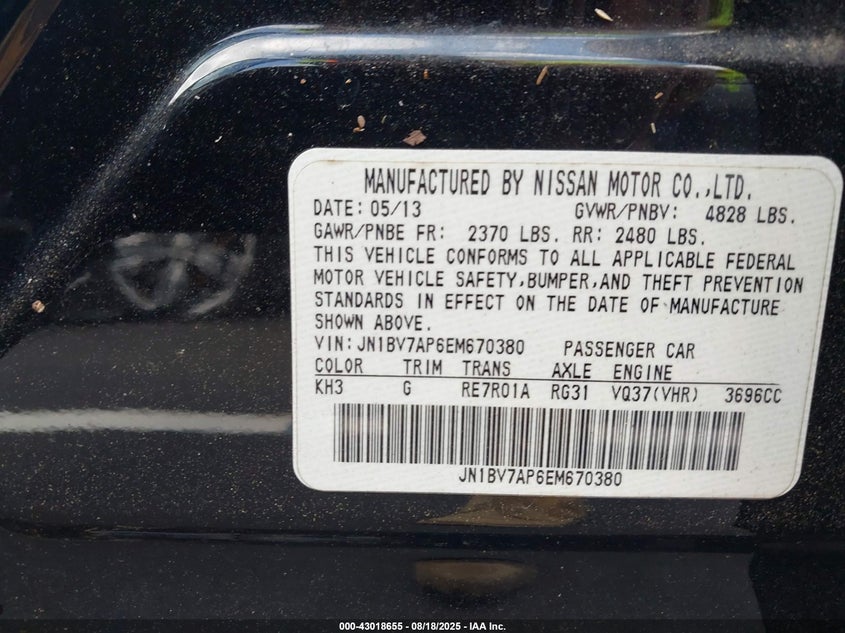 MANUFACTURED BY NISSAN MOTOR CO.,LTD.
DATE: 05/13 GVWR/PNBV: 4828 LBS.
GAWR/PNBE FR: 2370 LBS. RR: 2480 LBS.
THIS VEHICLE CONFORMS TO ALL APPLICABLE FEDERAL
MOTOR VEHICLE SAFETY,BUMPER,AND THEFT PREVENTION
STANDARDS IN EFFECT ON THE DATE OF MANUFACTURE
SHOWN ABOVE.
VIN:JN1BV7AP6EM670380 PASSENGER CAR
COLOR TRIM TRANS AXLE ENGINE
KH3 G RE7R01A RG31 VQ37(VHR) 3696CC
JN1BV7AP6EM670380
000-43018655 - 08/18/2025 - IAA Inc.